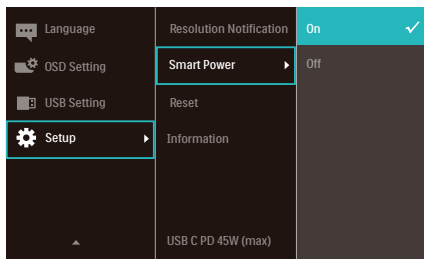 Language
OSD Setting
USB Setting
Setup
Resolution Notification
Smart Power
Reset
Information
USB C PD 45W (max)
On
Off